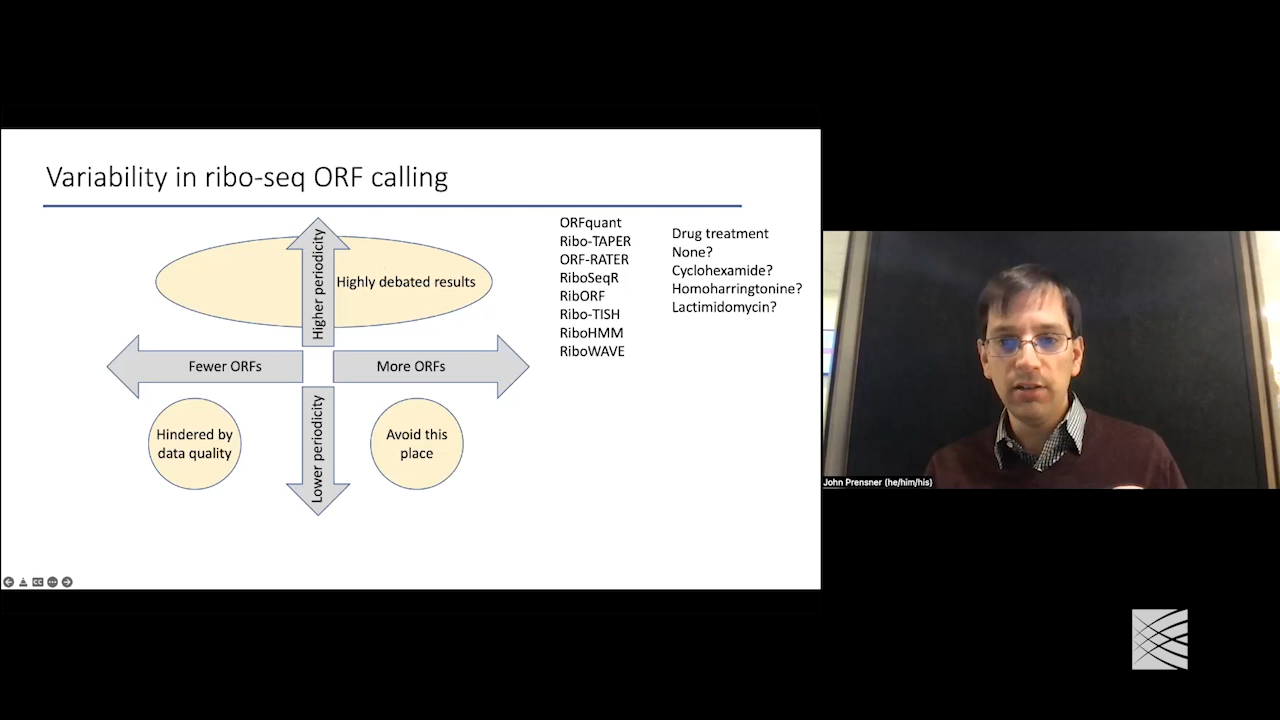 Variability in ribo-seq ORF calling
Higher periodicity
Highly debated results
Fewer ORFs
More ORFs
Lower periodicity
Hindered by
data quality
Avoid this
place
ORFquant
Ribo-TAPER
ORF-RATER
RiboSeqR
RibORF
Ribo-TISH
RiboHMM
RiboWAVE
Drug treatment
None?
Cyclohexamide?
Homoharringtonine?
Lactimidomycin?
CC
John Prensner (he/him/his)